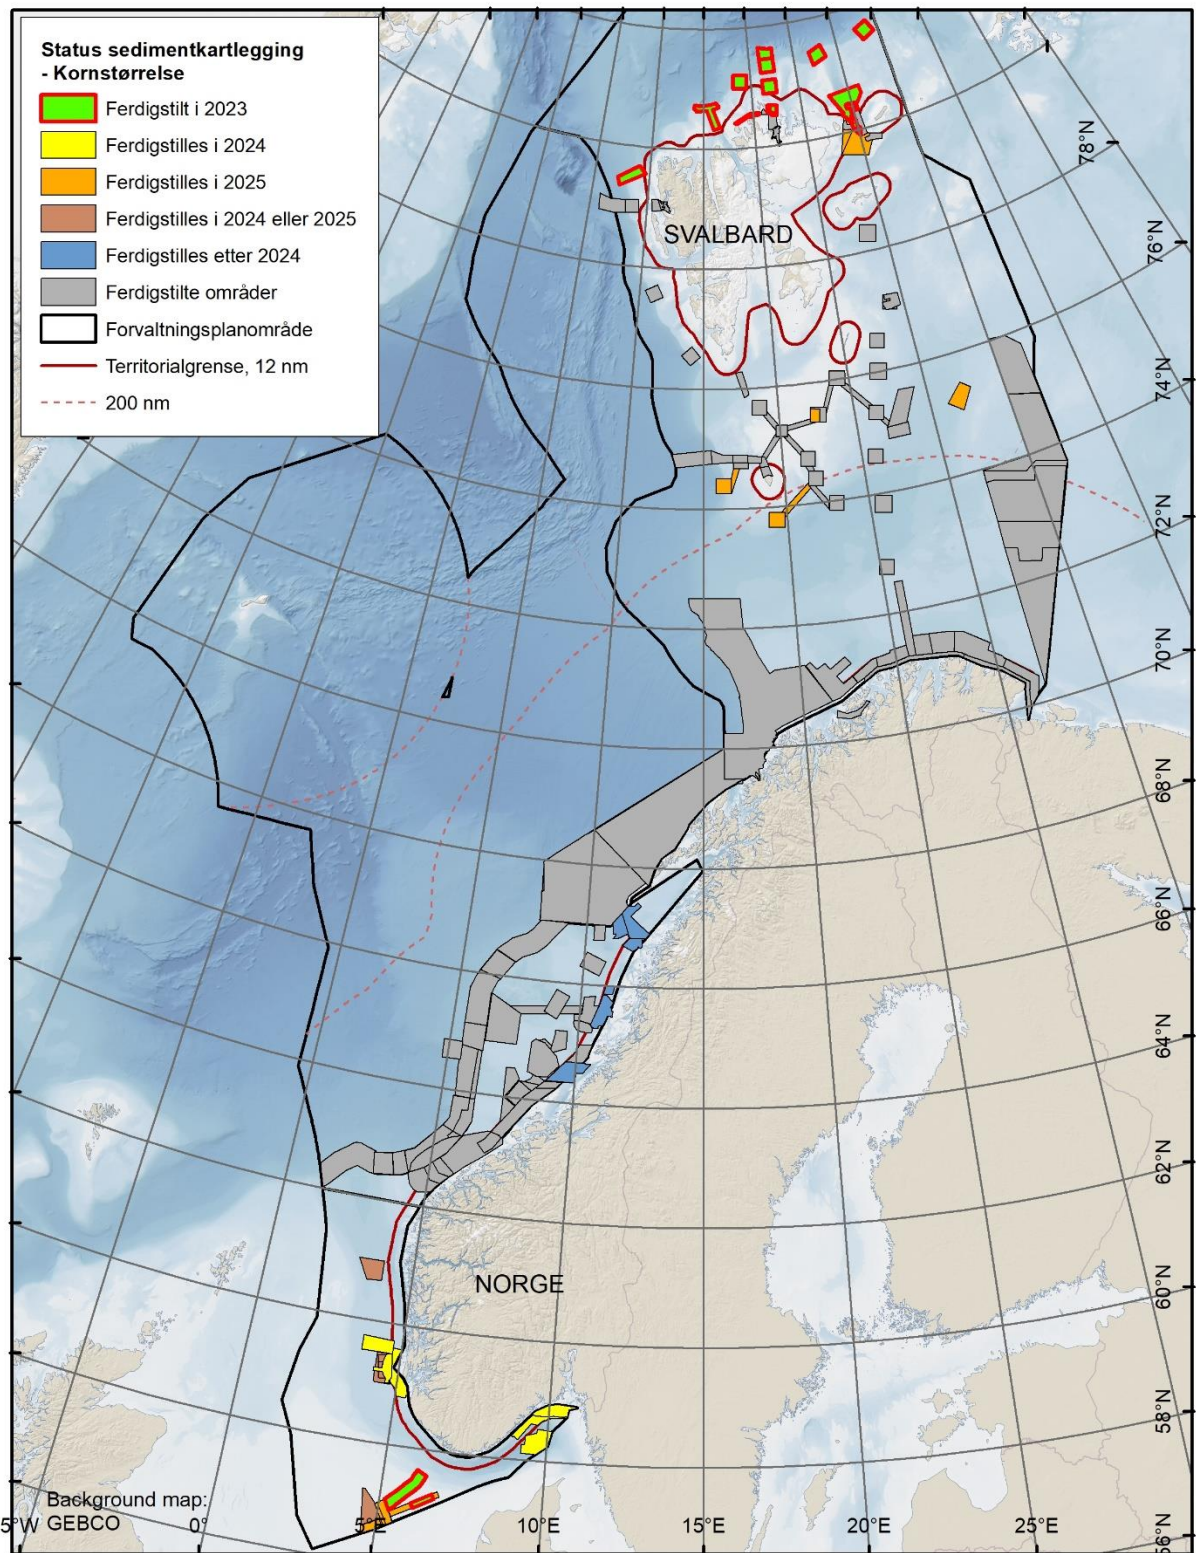 Status sedimentkartlegging
- Kornstørrelse
Ferdigstilt i 2023
Ferdigstilles i 2024
Ferdigstilles i 2025
Ferdigstilles i 2024 eller 2025
Ferdigstilles etter 2024
Ferdigstilte områder
Forvaltningsplanområde
Territorialgrense, 12 nm
200 nm
78°N
SVALBARD
76°N
74°N
72°N
70°N
68°N
66°N
64°N
62°N
NORGE
60°N
58°N
Background map:
GEBCO
5°W
0°
5°E
10°E
15°E
20°E
25°E
56°N